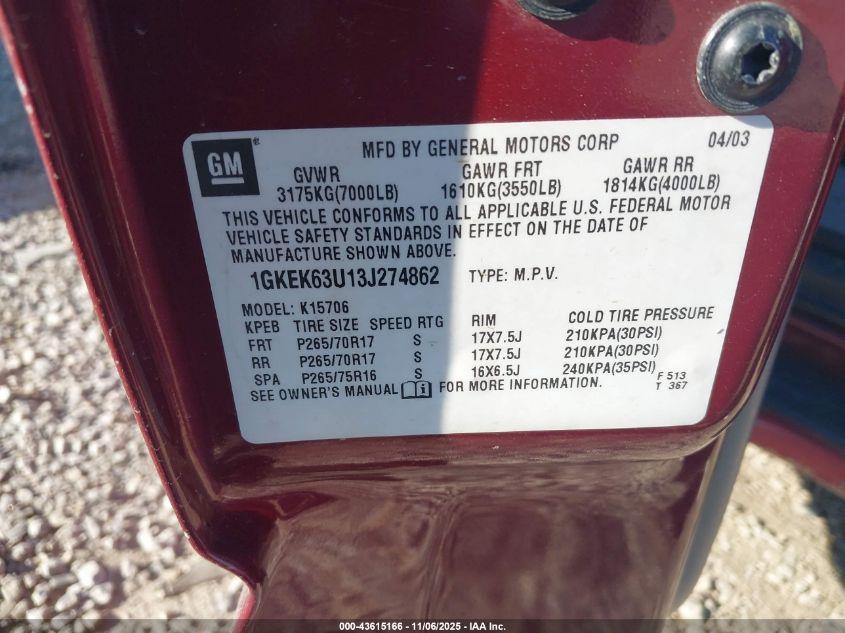 GM ® MFD BY GENERAL MOTORS CORP 04/03
GVWR GAWR FRT GAWR RR
3175KG(7000LB) 1610KG(3550LB) 1814KG(4000LB)
THIS VEHICLE CONFORMS TO ALL APPLICABLE U.S. FEDERAL MOTOR
VEHICLE SAFETY STANDARDS IN EFFECT ON THE DATE OF
MANUFACTURE SHOWN ABOVE.
1GKEK63U13J274862 TYPE: M.P.V.
MODEL: K15706
KPEB TIRE SIZE SPEED RTG RIM COLD TIRE PRESSURE
FRT P265/70R17 S 17X7.5J 210KPA(30PSI)
RR P265/70R17 S 17X7.5J 210KPA(30PSI)
SPA P265/75R16 S 16X6.5J 240KPA(35PSI)
SEE OWNER'S MANUAL FOR MORE INFORMATION.
F 513
T 367
000-43615166 - 11/06/2025 - IAA Inc.